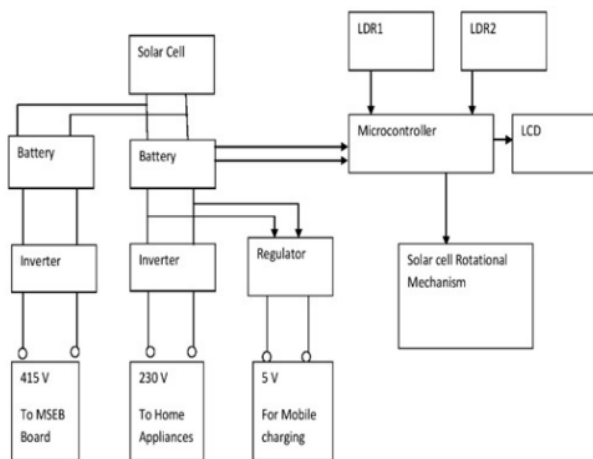 Solar Cell
LDR1
LDR2
Battery
Battery
Microcontroller
LCD
Inverter
Inverter
Regulator
Solar cell Rotational
Mechanism
415 V
To MSEB
Board
230 V
To Home
Appliances
5 V
For Mobile
charging